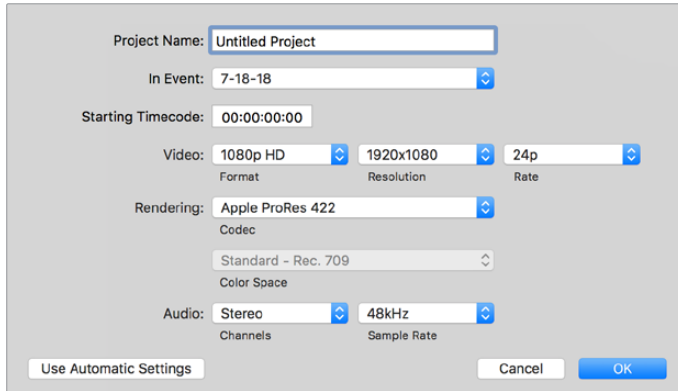 Project Name: Untitled Project
In Event: 7-18-18
Starting Timecode: 00:00:00:00
Video: 1080p HD 1920x1080 24p
Format Resolution Rate
Rendering: Apple ProRes 422
Codec
Standard - Rec. 709
Color Space
Audio: Stereo 48kHz
Channels Sample Rate
Use Automatic Settings Cancel OK